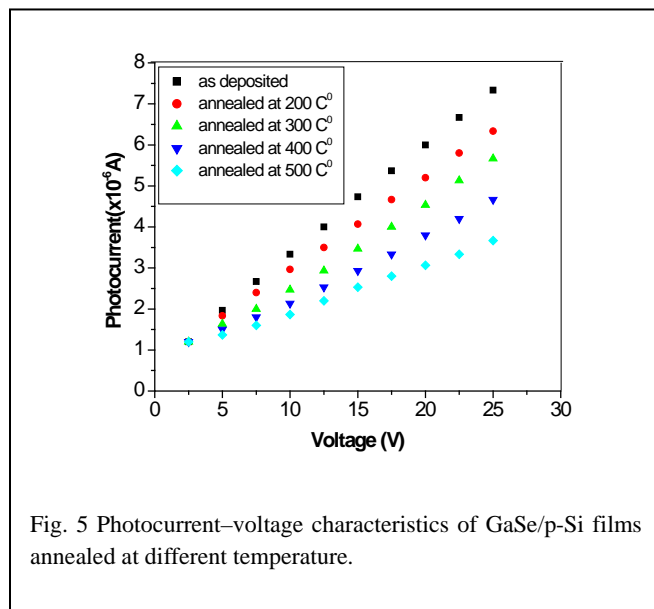 8
7
6
5
4
3
2
1
0
as deposited
annealed at 200 C⁰
annealed at 300 C⁰
annealed at 400 C⁰
annealed at 500 C⁰
Photocurrent(x10⁻⁶A)
0 5 10 15 20 25 30
Voltage (V)
Fig. 5 Photocurrent–voltage characteristics of GaSe/p-Si films
annealed at different temperature.